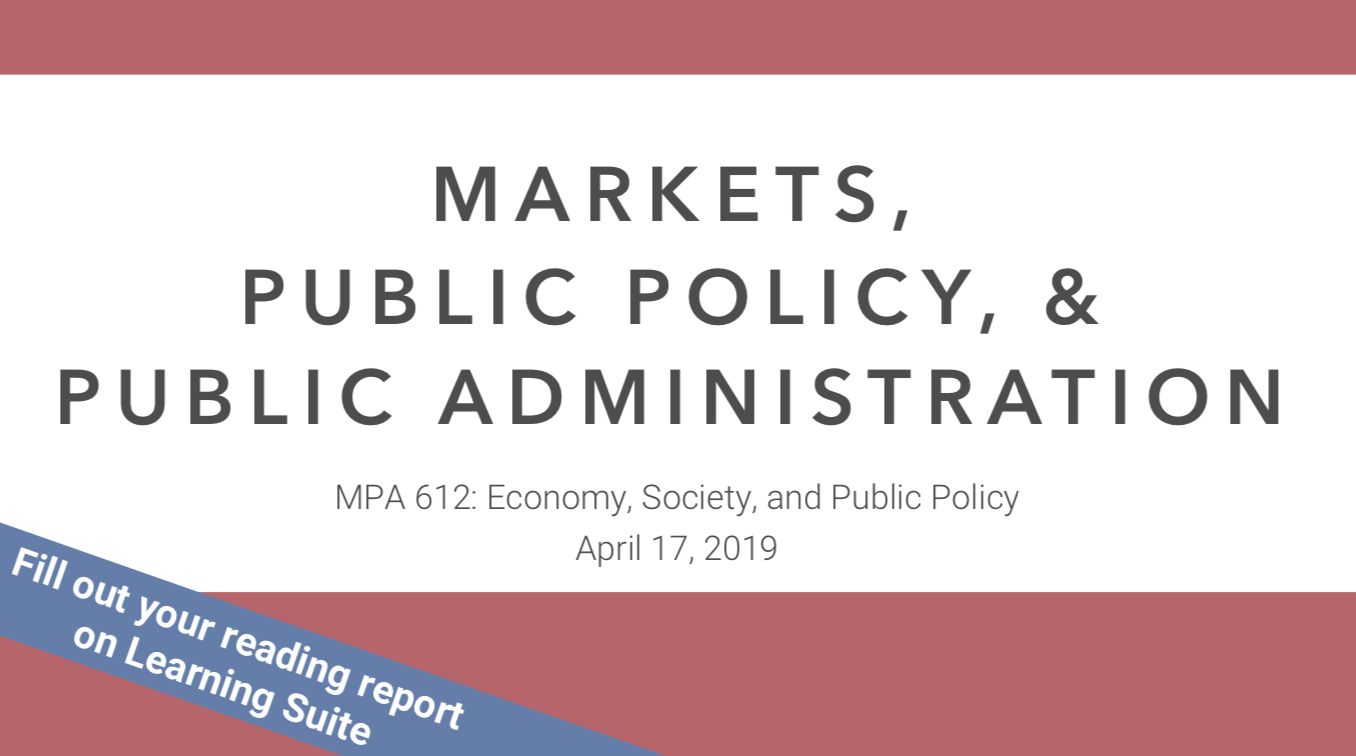 MARKETS,
PUBLIC POLICY, &
PUBLIC ADMINISTRATION
MPA 612: Economy, Society, and Public Policy
April 17, 2019
Fill out your reading report
on Learning Suite